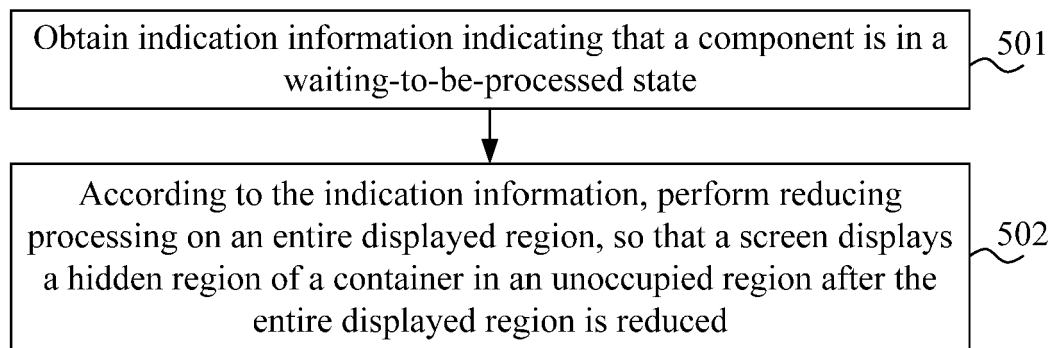 Obtain indication information indicating that a component is in a
waiting-to-be-processed state
501
According to the indication information, perform reducing
processing on an entire displayed region, so that a screen displays
a hidden region of a container in an unoccupied region after the
entire displayed region is reduced
502